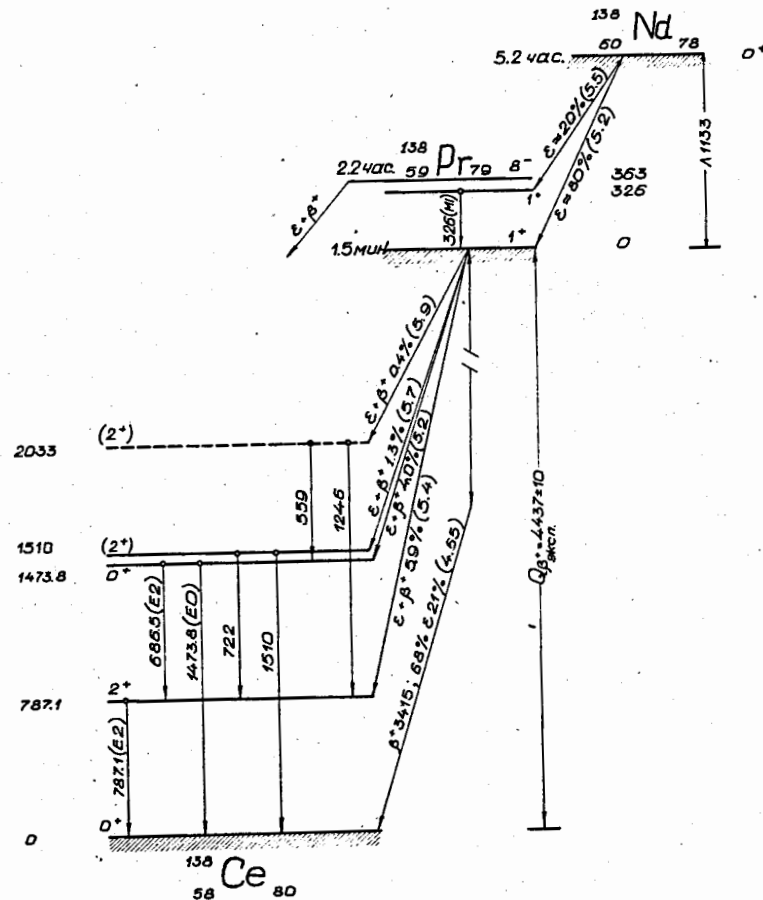 138
Nd
60 78
5.2 час. 0⁺
ε≈20% (5.5)
ε≈80% (5.2)
Λ1133
138
Pr
2.2 час. 59 79 8⁻ 363
1⁺ 326
ε+β⁺
326(M1)
1.5 мин 1⁺ 0
ε+β⁺ 0.4% (5.9)
ε+β⁺ 1.3% (5.7)
ε+β⁺ 4.0% (5.2)
ε+β⁺ 5.9% (5.4)
β⁺3415; 68% ε21% (4.55)
Qβ⁺=4437±10
эксп.
2033 (2⁺)
559
1246
1510 (2⁺)
1473.8 0⁺
686.5(E2)
1473.8(E0)
722
1510
787.1 2⁺
787.1(E2)
0 0⁺
138
Ce
58 80